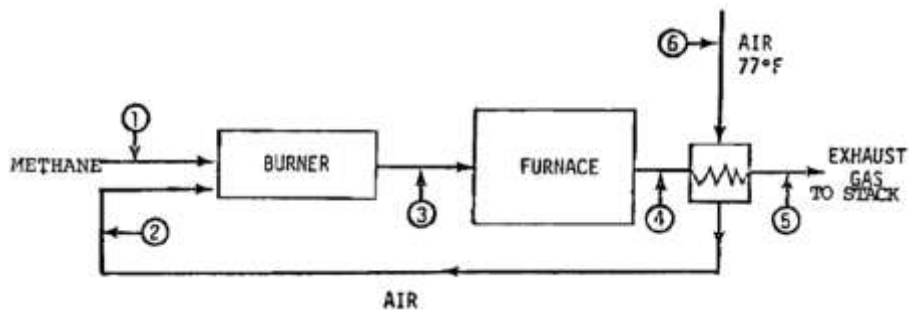 ⑥
AIR
77°F
①
METHANE
BURNER
FURNACE
EXHAUST
GAS
TO STACK
③
④
⑤
②
AIR